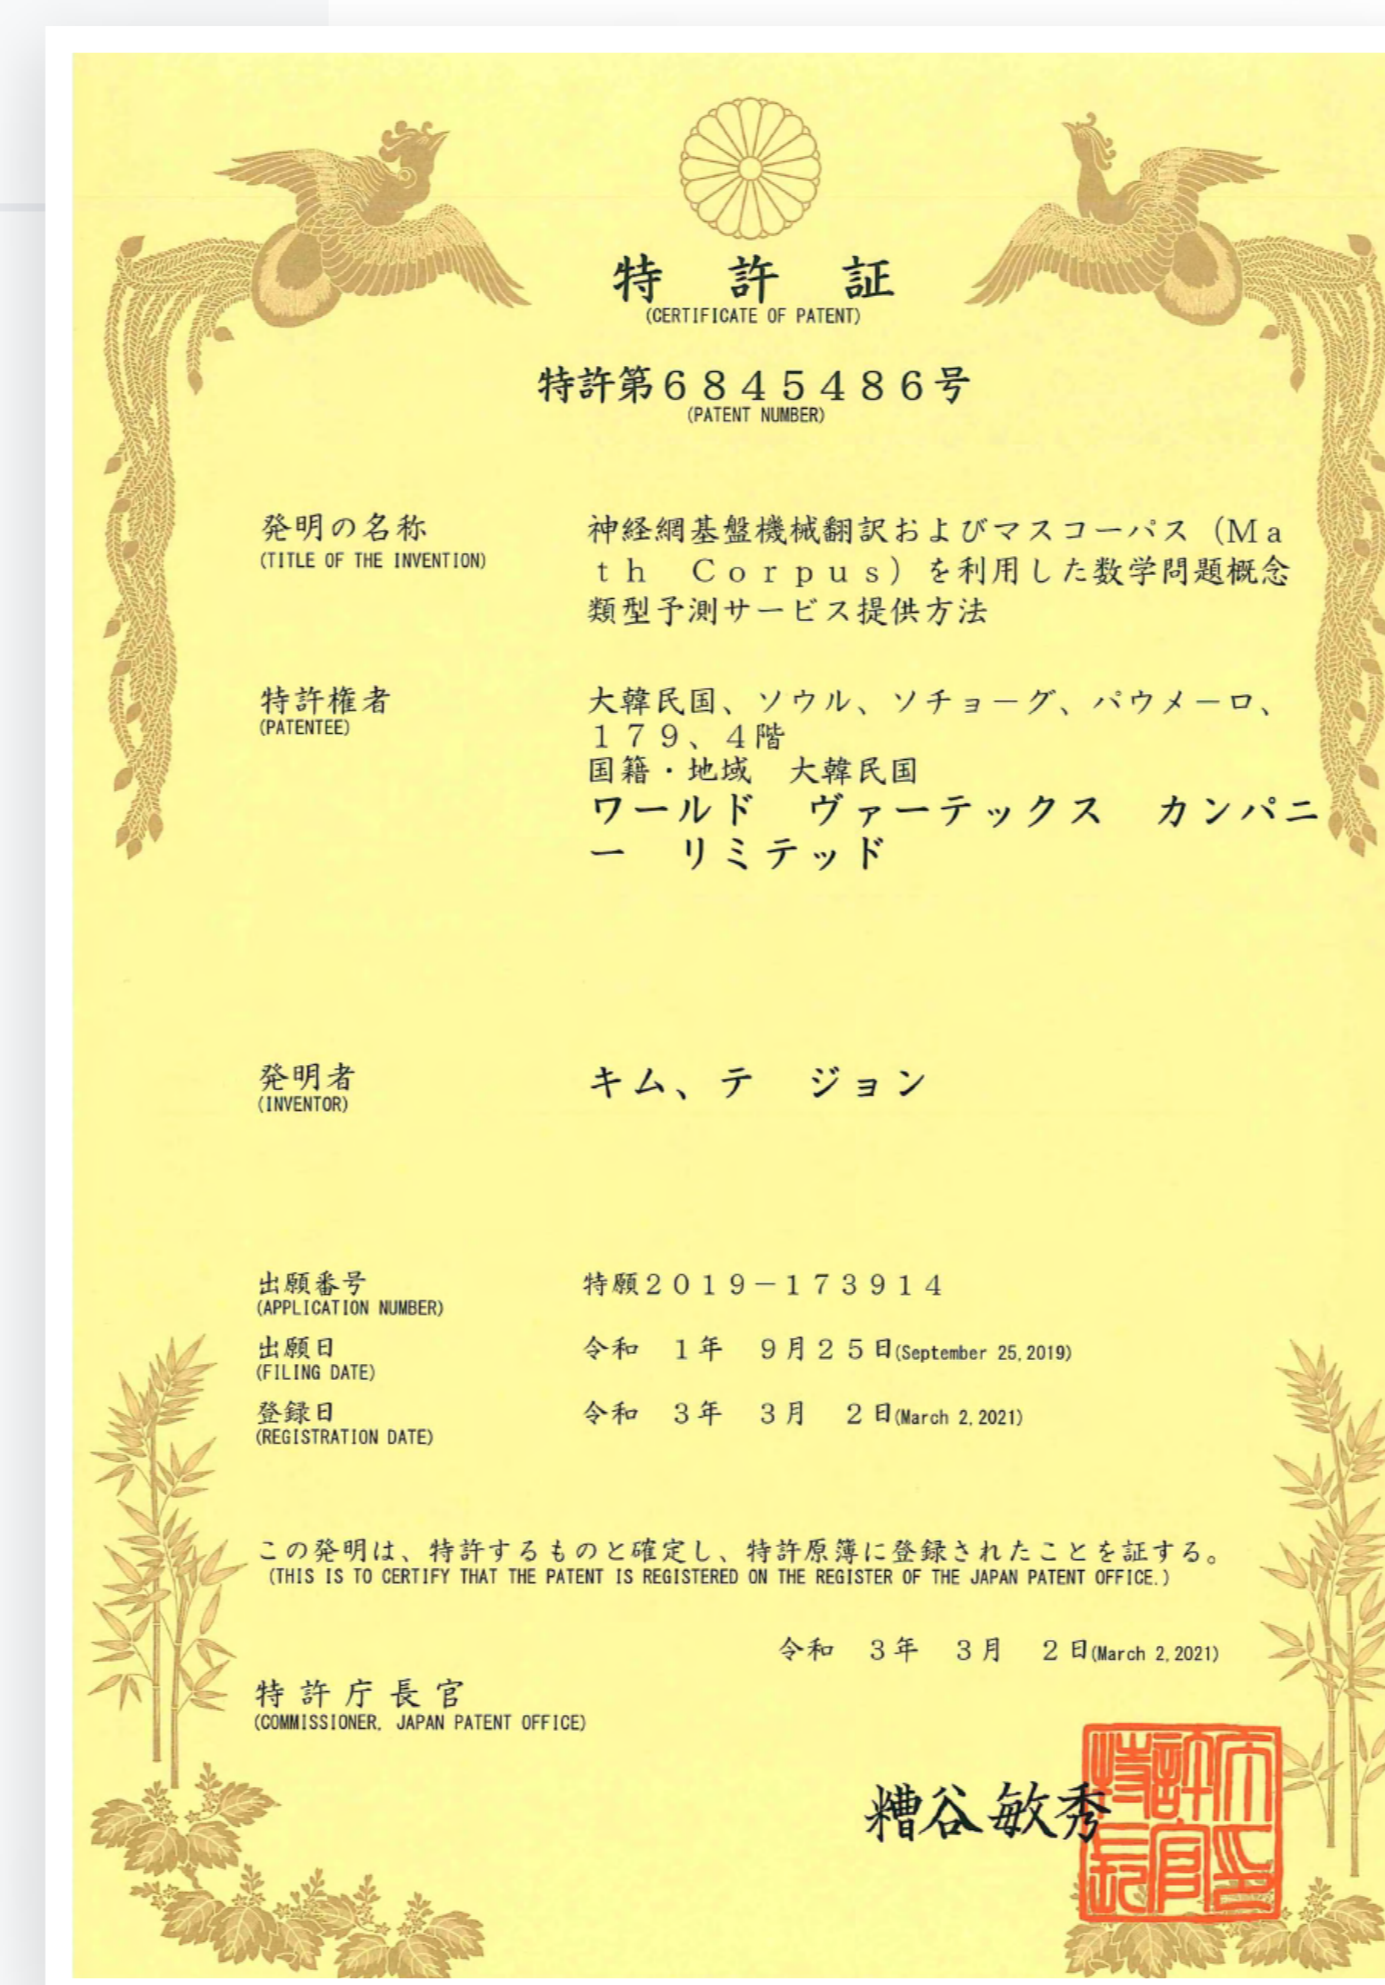 特許証
(CERTIFICATE OF PATENT)
特許第6845486号
(PATENT NUMBER)
発明の名称
(TITLE OF THE INVENTION)
神経網基盤機械翻訳およびマスコーパス（Ma
th　Corpus）を利用した数学問題概念
類型予測サービス提供方法
特許権者
(PATENTEE)
大韓民国、ソウル、ソチョ－グ、バウメ－ロ、
179、4階
国籍・地域　大韓民国
ワールド　ヴァーテックス　カンパニ
ー　リミテッド
発明者
(INVENTOR)
キム、テ　ジョン
出願番号
(APPLICATION NUMBER)
特願2019－173914
出願日
(FILING DATE)
令和　1年　9月25日(September 25,2019)
登録日
(REGISTRATION DATE)
令和　3年　3月　2日(March 2,2021)
この発明は、特許するものと確定し、特許原簿に登録されたことを証する。
(THIS IS TO CERTIFY THAT THE PATENT IS REGISTERED ON THE REGISTER OF THE JAPAN PATENT OFFICE.)
令和　3年　3月　2日(March 2,2021)
特許庁長官
(COMMISSIONER, JAPAN PATENT OFFICE)
糟谷敏秀